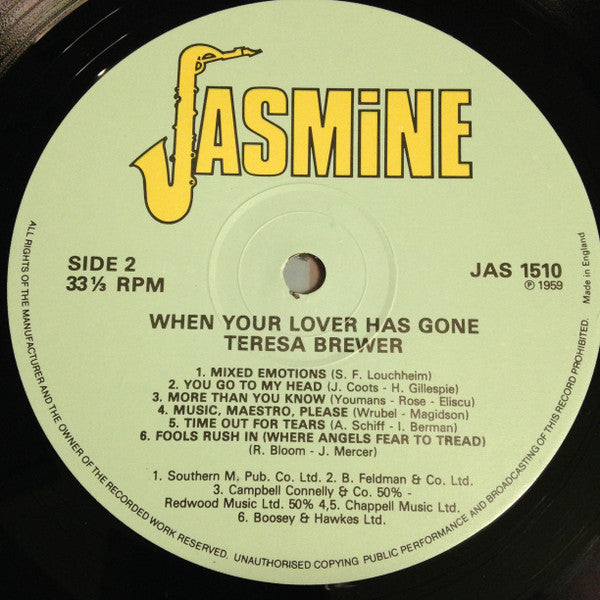 JASMiNE
SIDE 2
33⅓ RPM
JAS 1510
℗ 1959
Made in England
WHEN YOUR LOVER HAS GONE
TERESA BREWER
1. MIXED EMOTIONS (S. F. Louchheim)
2. YOU GO TO MY HEAD (J. Coots - H. Gillespie)
3. MORE THAN YOU KNOW (Youmans - Rose - Eliscu)
4. MUSIC, MAESTRO, PLEASE (Wrubel - Magidson)
5. TIME OUT FOR TEARS (A. Schiff - I. Berman)
6. FOOLS RUSH IN (WHERE ANGELS FEAR TO TREAD)
(R. Bloom - J. Mercer)
1. Southern M. Pub. Co. Ltd. 2. B. Feldman & Co. Ltd.
3. Campbell Connelly & Co. 50% -
Redwood Music Ltd. 50% 4,5. Chappell Music Ltd.
6. Boosey & Hawkes Ltd.
ALL RIGHTS OF THE MANUFACTURER AND THE OWNER OF THE RECORDED WORK RESERVED. UNAUTHORISED COPYING PUBLIC PERFORMANCE AND BROADCASTING OF THIS RECORD PROHIBITED.